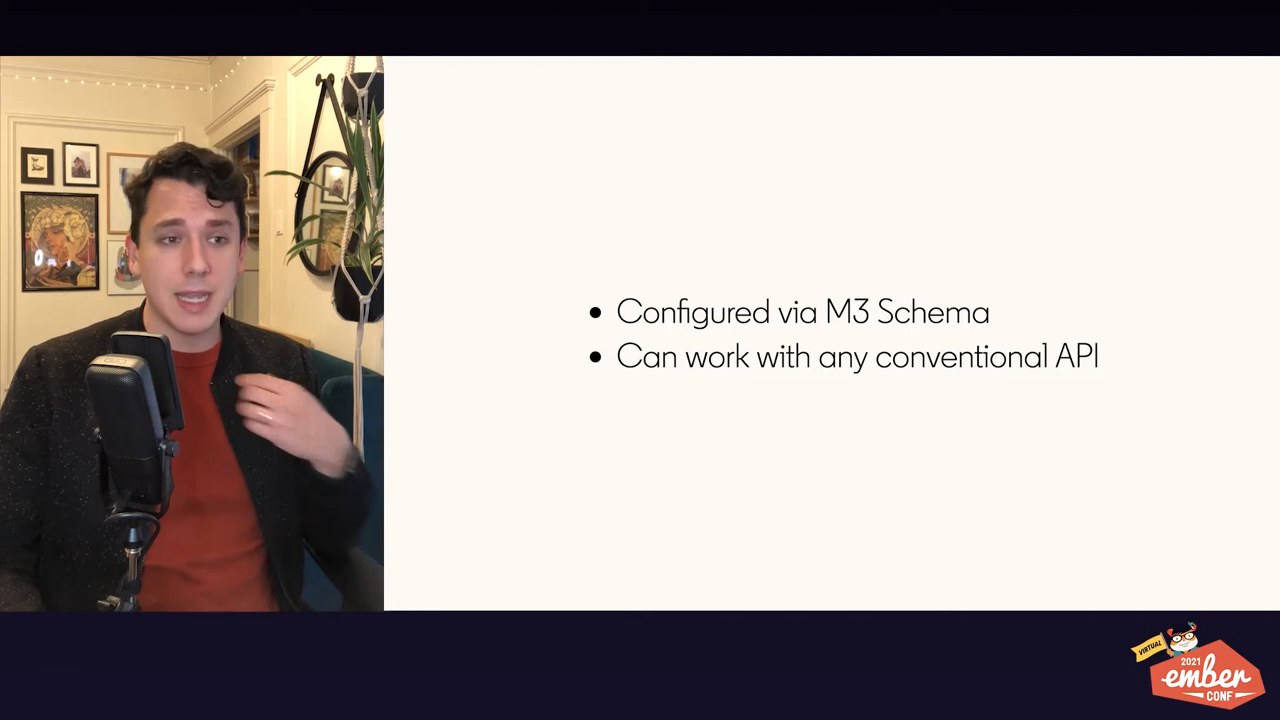 Configured via M3 Schema
Can work with any conventional API
VIRTUAL
2021
ember
CONF